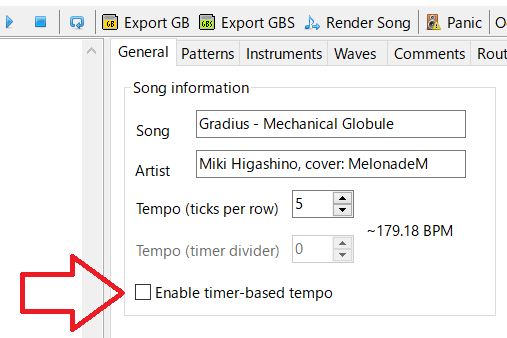 Export GB Export GBS Render Song Panic
General Patterns Instruments Waves Comments Rout
Song information
Song Gradius - Mechanical Globule
Artist Miki Higashino, cover: MelonadeM
Tempo (ticks per row) 5
~179.18 BPM
Tempo (timer divider) 0
Enable timer-based tempo